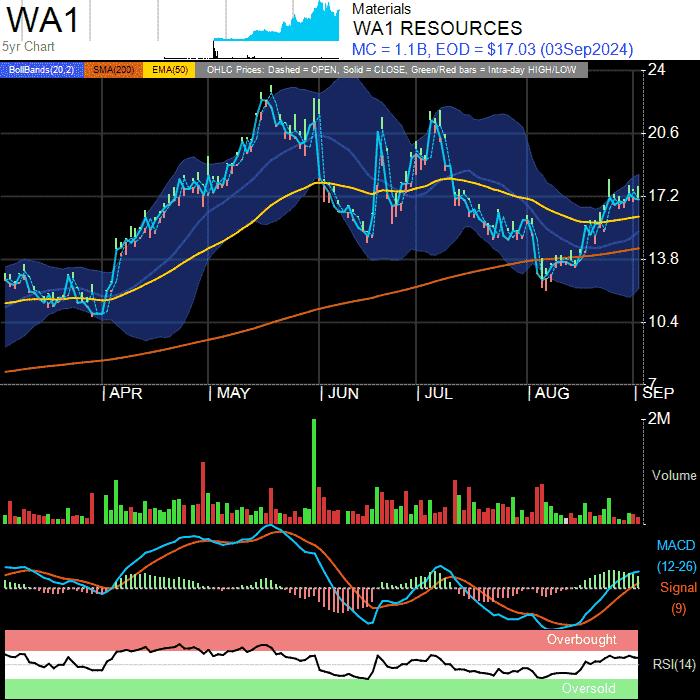 WA1
5yr Chart
Materials
WA1 RESOURCES
MC = 1.1B, EOD = $17.03 (03Sep2024)
BollBands(20,2) SMA(200) EMA(50) OHLC Prices: Dashed = OPEN, Solid = CLOSE, Green/Red bars = Intra-day HIGH/LOW
24
20.6
17.2
13.8
10.4
7
APR MAY JUN JUL AUG SEP
2M
Volume
MACD
(12-26)
Signal
(9)
Overbought
RSI(14)
Oversold